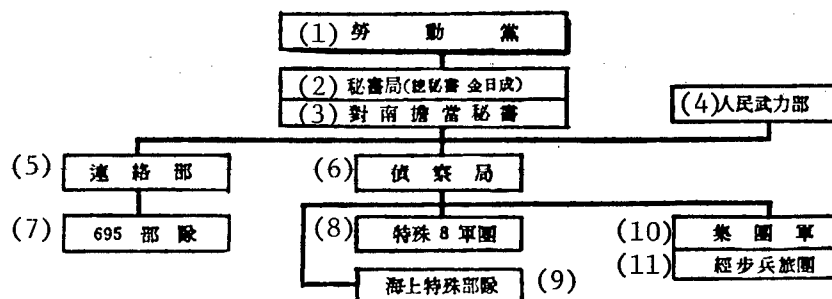 (1) 勞動黨
(2) 秘書局(總秘書 金日成)
(3) 對南擔當秘書
(4) 人民武力部
(5) 連絡部
(6) 偵察局
(7) 695 部隊
(8) 特殊 8 軍團
(10) 集團軍
(11) 經步兵旅團
海上特殊部隊 (9)